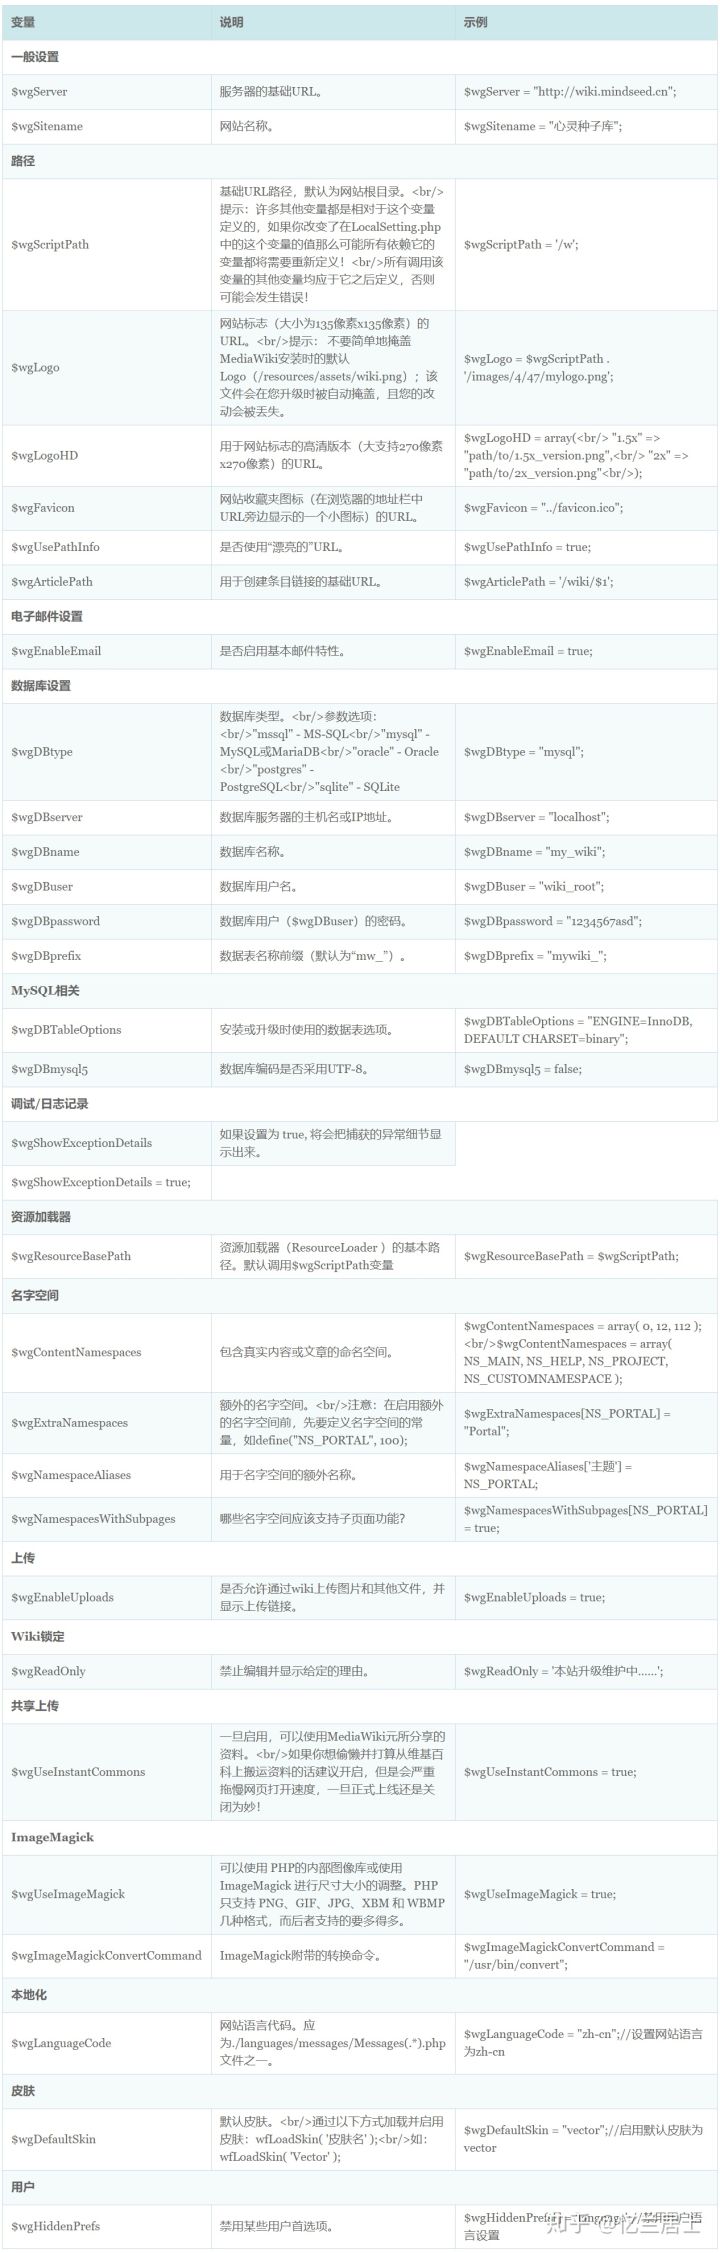 变量 说明 示例
一般设置
$wgServer 服务器的基础URL。 $wgServer = "http://wiki.mindseed.cn";
$wgSitename 网站名称。 $wgSitename = "心灵种子库";
路径
$wgScriptPath
基础URL路径，默认为网站根目录。<br/>
提示：许多其他变量都是相对于这个变量
定义的，如果你改变了在LocalSetting.php
中的这个变量的值那么可能所有依赖它的
变量都将需要重新定义！<br/>所有调用该
变量的其他变量均应于它之后定义，否则
可能会发生错误！
$wgScriptPath = '/w';
$wgLogo
网站标志（大小为135像素x135像素）的
URL。<br/>提示： 不要简单地掩盖
MediaWiki安装时的默认
Logo（/resources/assets/wiki.png）；该
文件会在您升级时被自动掩盖，且您的改
动会被丢失。
$wgLogo = $wgScriptPath .
'/images/4/47/mylogo.png';
$wgLogoHD
用于网站标志的高清版本（大支持270像素
x270像素）的URL。
$wgLogoHD = array(<br/> "1.5x" =>
"path/to/1.5x_version.png",<br/> "2x" =>
"path/to/2x_version.png"<br/>);
$wgFavicon
网站收藏夹图标（在浏览器的地址栏中
URL旁边显示的一个小图标）的URL。
$wgFavicon = "../favicon.ico";
$wgUsePathInfo 是否使用“漂亮的”URL。 $wgUsePathInfo = true;
$wgArticlePath 用于创建条目链接的基础URL。 $wgArticlePath = '/wiki/$1';
电子邮件设置
$wgEnableEmail 是否启用基本邮件特性。 $wgEnableEmail = true;
数据库设置
$wgDBtype
数据库类型。<br/>参数选项：
<br/>"mssql" - MS-SQL<br/>"mysql" -
MySQL或MariaDB<br/>"oracle" - Oracle
<br/>"postgres" -
PostgreSQL<br/>"sqlite" - SQLite
$wgDBtype = "mysql";
$wgDBserver 数据库服务器的主机名或IP地址。 $wgDBserver = "localhost";
$wgDBname 数据库名称。 $wgDBname = "my_wiki";
$wgDBuser 数据库用户名。 $wgDBuser = "wiki_root";
$wgDBpassword 数据库用户（$wgDBuser）的密码。 $wgDBpassword = "1234567asd";
$wgDBprefix 数据表名称前缀（默认为“mw_”）。 $wgDBprefix = "mywiki_";
MySQL相关
$wgDBTableOptions 安装或升级时使用的数据表选项。
$wgDBTableOptions = "ENGINE=InnoDB,
DEFAULT CHARSET=binary";
$wgDBmysql5 数据库编码是否采用UTF-8。 $wgDBmysql5 = false;
调试/日志记录
$wgShowExceptionDetails
如果设置为 true, 将会把捕获的异常细节显
示出来。
$wgShowExceptionDetails = true;
资源加载器
$wgResourceBasePath
资源加载器（ResourceLoader ）的基本路
径。默认调用$wgScriptPath变量
$wgResourceBasePath = $wgScriptPath;
名字空间
$wgContentNamespaces 包含真实内容或文章的命名空间。
$wgContentNamespaces = array( 0, 12, 112 );
<br/>$wgContentNamespaces = array(
NS_MAIN, NS_HELP, NS_PROJECT,
NS_CUSTOMNAMESPACE );
$wgExtraNamespaces
额外的名字空间。<br/>注意：在启用额外
的名字空间前，先要定义名字空间的常
量，如define("NS_PORTAL", 100);
$wgExtraNamespaces[NS_PORTAL] =
"Portal";
$wgNamespaceAliases 用于名字空间的额外名称。
$wgNamespaceAliases['主题'] =
NS_PORTAL;
$wgNamespacesWithSubpages 哪些名字空间应该支持子页面功能？
$wgNamespacesWithSubpages[NS_PORTAL]
= true;
上传
$wgEnableUploads
是否允许通过wiki上传图片和其他文件，并
显示上传链接。
$wgEnableUploads = true;
Wiki锁定
$wgReadOnly 禁止编辑并显示给定的理由。 $wgReadOnly = '本站升级维护中......';
共享上传
$wgUseInstantCommons
一旦启用，可以使用MediaWiki元所分享的
资料。<br/>如果你想偷懒并打算从维基百
科上搬运资料的话建议开启，但是会严重
拖慢网页打开速度，一旦正式上线还是关
闭为妙！
$wgUseInstantCommons = true;
ImageMagick
$wgUseImageMagick
可以使用 PHP的内部图像库或使用
ImageMagick 进行尺寸大小的调整。PHP
只支持 PNG、GIF、JPG、XBM 和 WBMP
几种格式，而后者支持的要多得多。
$wgUseImageMagick = true;
$wgImageMagickConvertCommand ImageMagick附带的转换命令。
$wgImageMagickConvertCommand =
"/usr/bin/convert";
本地化
$wgLanguageCode
网站语言代码。应
为./languages/messages/Messages(.*).php
文件之一。
$wgLanguageCode = "zh-cn";//设置网站语言
为zh-cn
皮肤
$wgDefaultSkin
默认皮肤。<br/>通过以下方式加载并启用
皮肤：wfLoadSkin( '皮肤名' );<br/>如：
wfLoadSkin( 'Vector' );
$wgDefaultSkin = "vector";//启用默认皮肤为
vector
用户
$wgHiddenPrefs 禁用某些用户首选项。
$wgHiddenPrefs[] = 'language';//禁用用户语
言设置
知乎 @亿兰居士